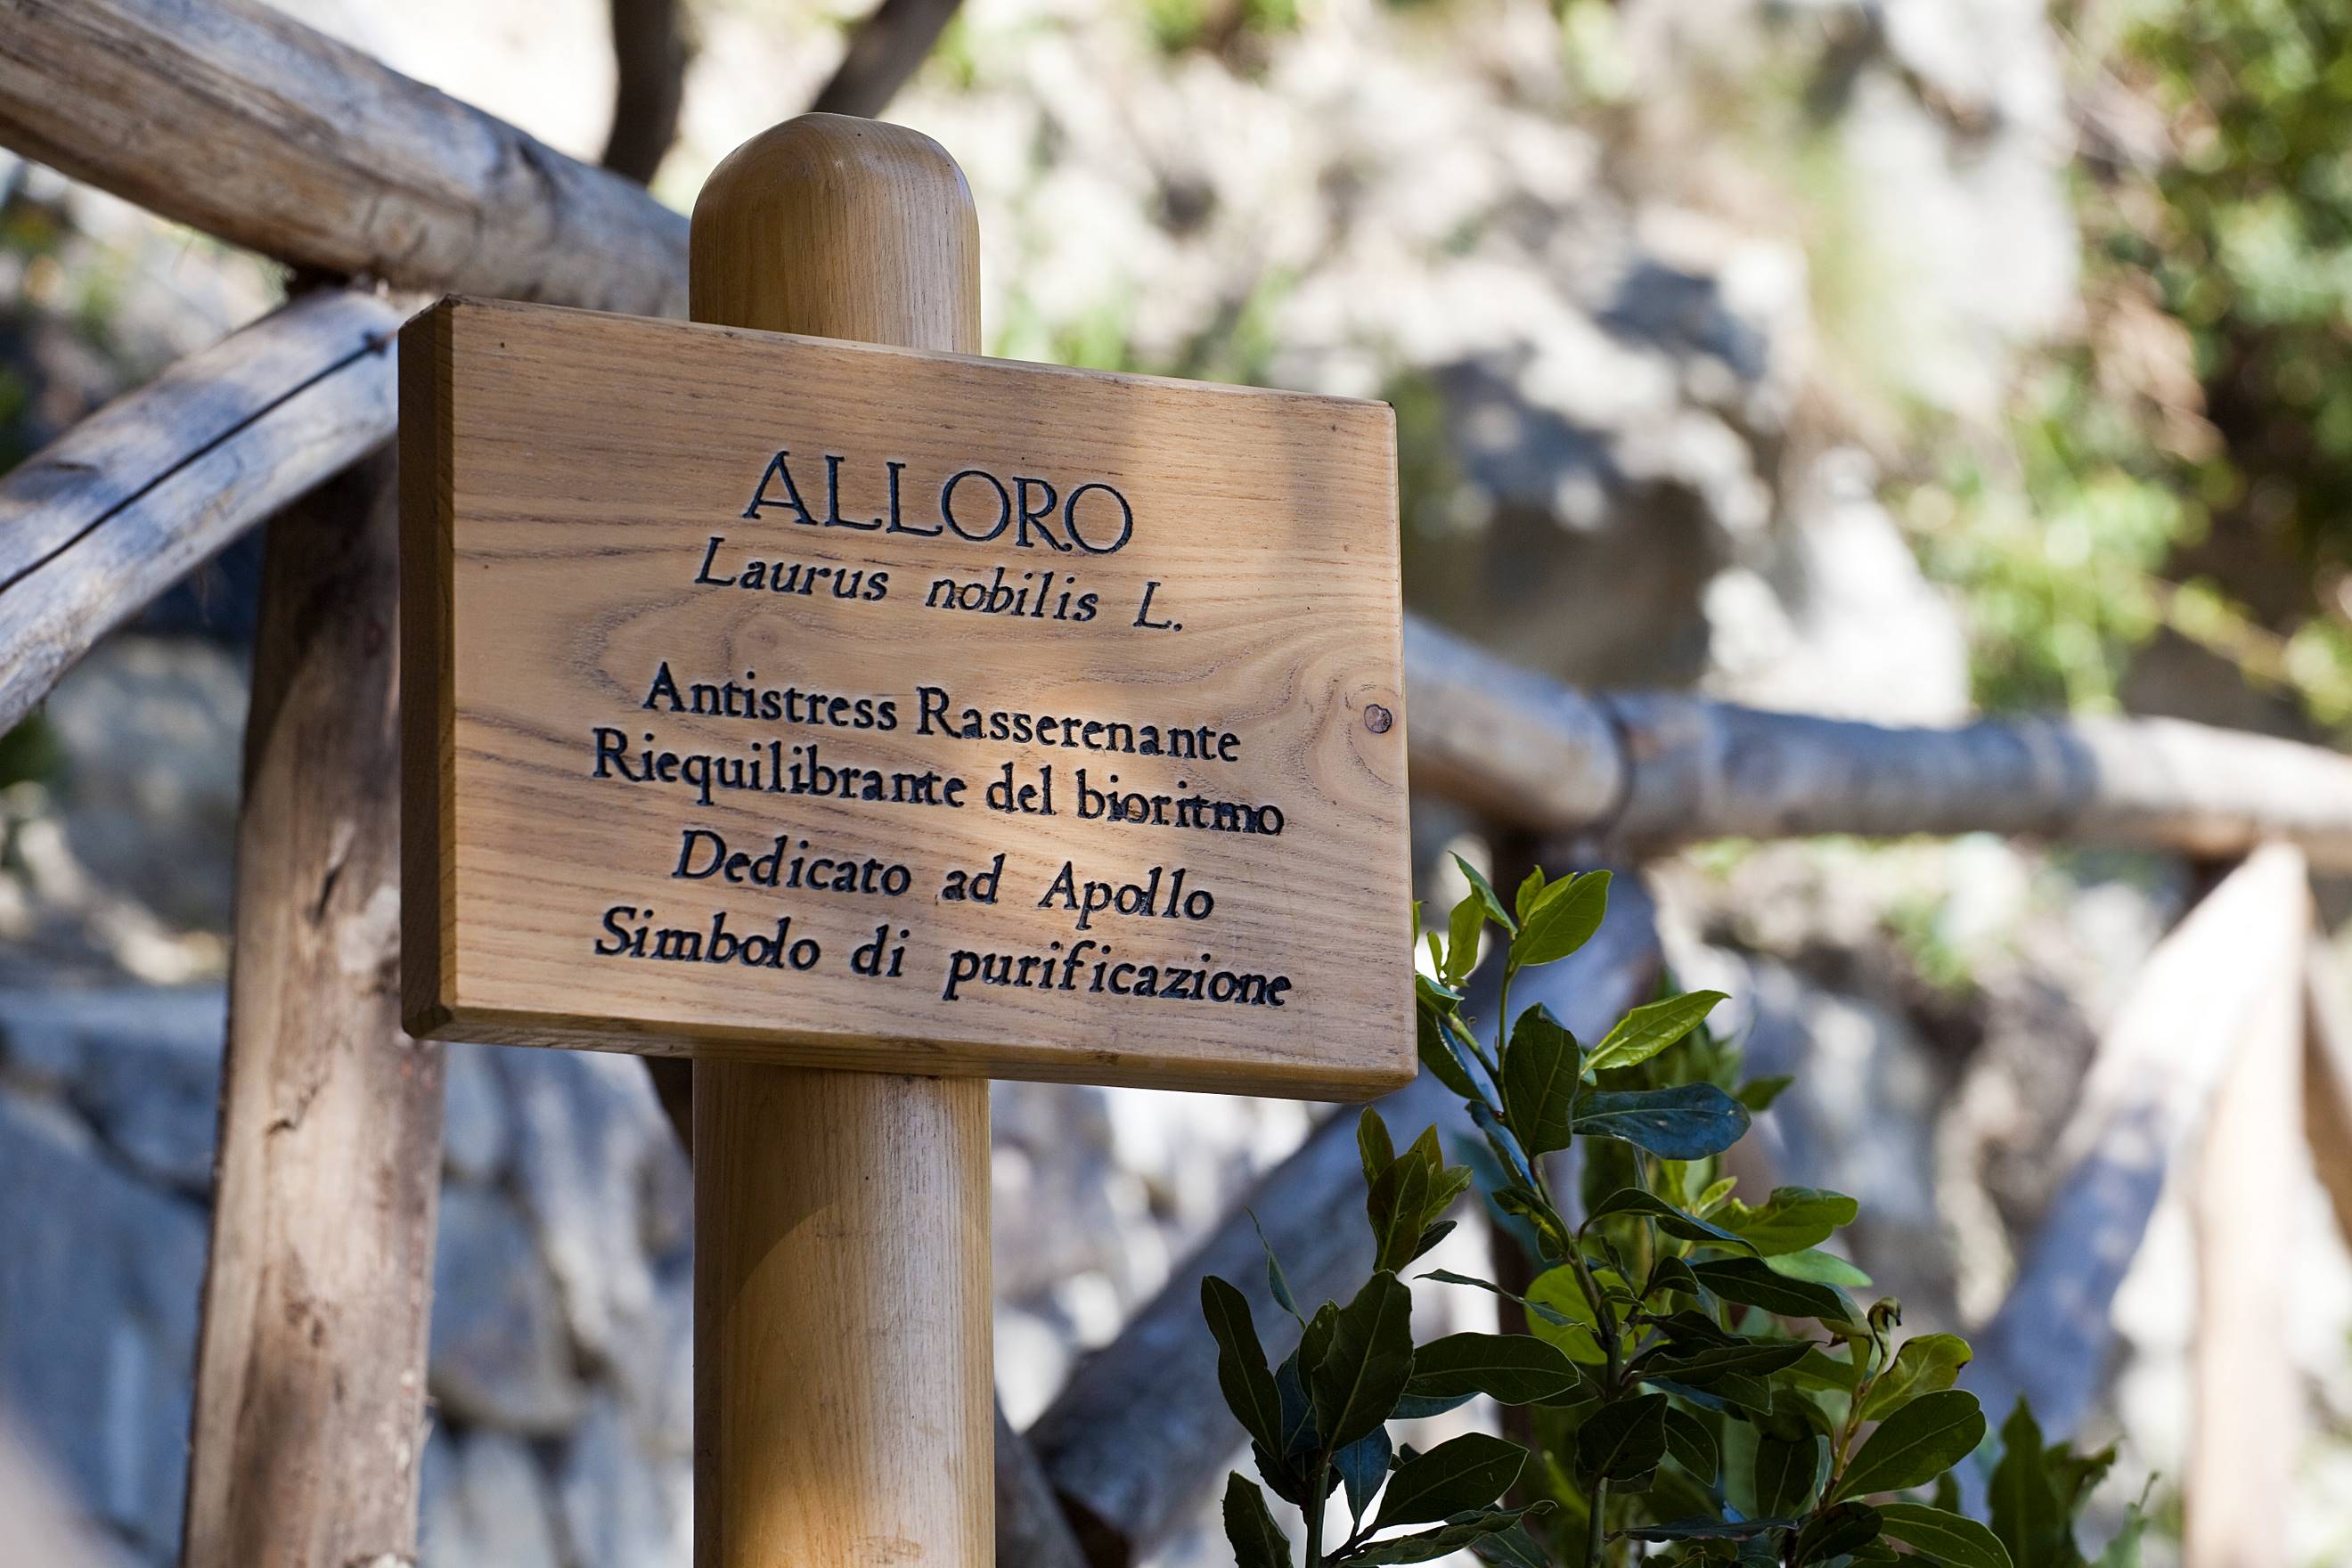 ALLORO
Laurus nobilis L.
Antistress Rasserenante
Riequilibrante del bioritmo
Dedicato ad Apollo
Simbolo di purificazione